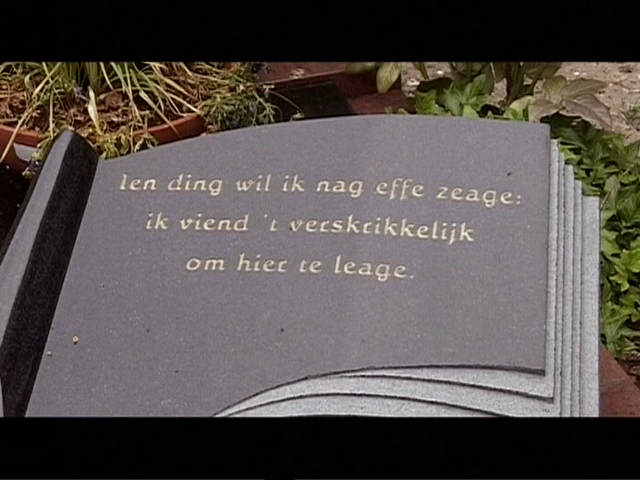 Ien ding wil ik nag effe zeage:
ik viend 't verskrikkelijk
om hier te leage.